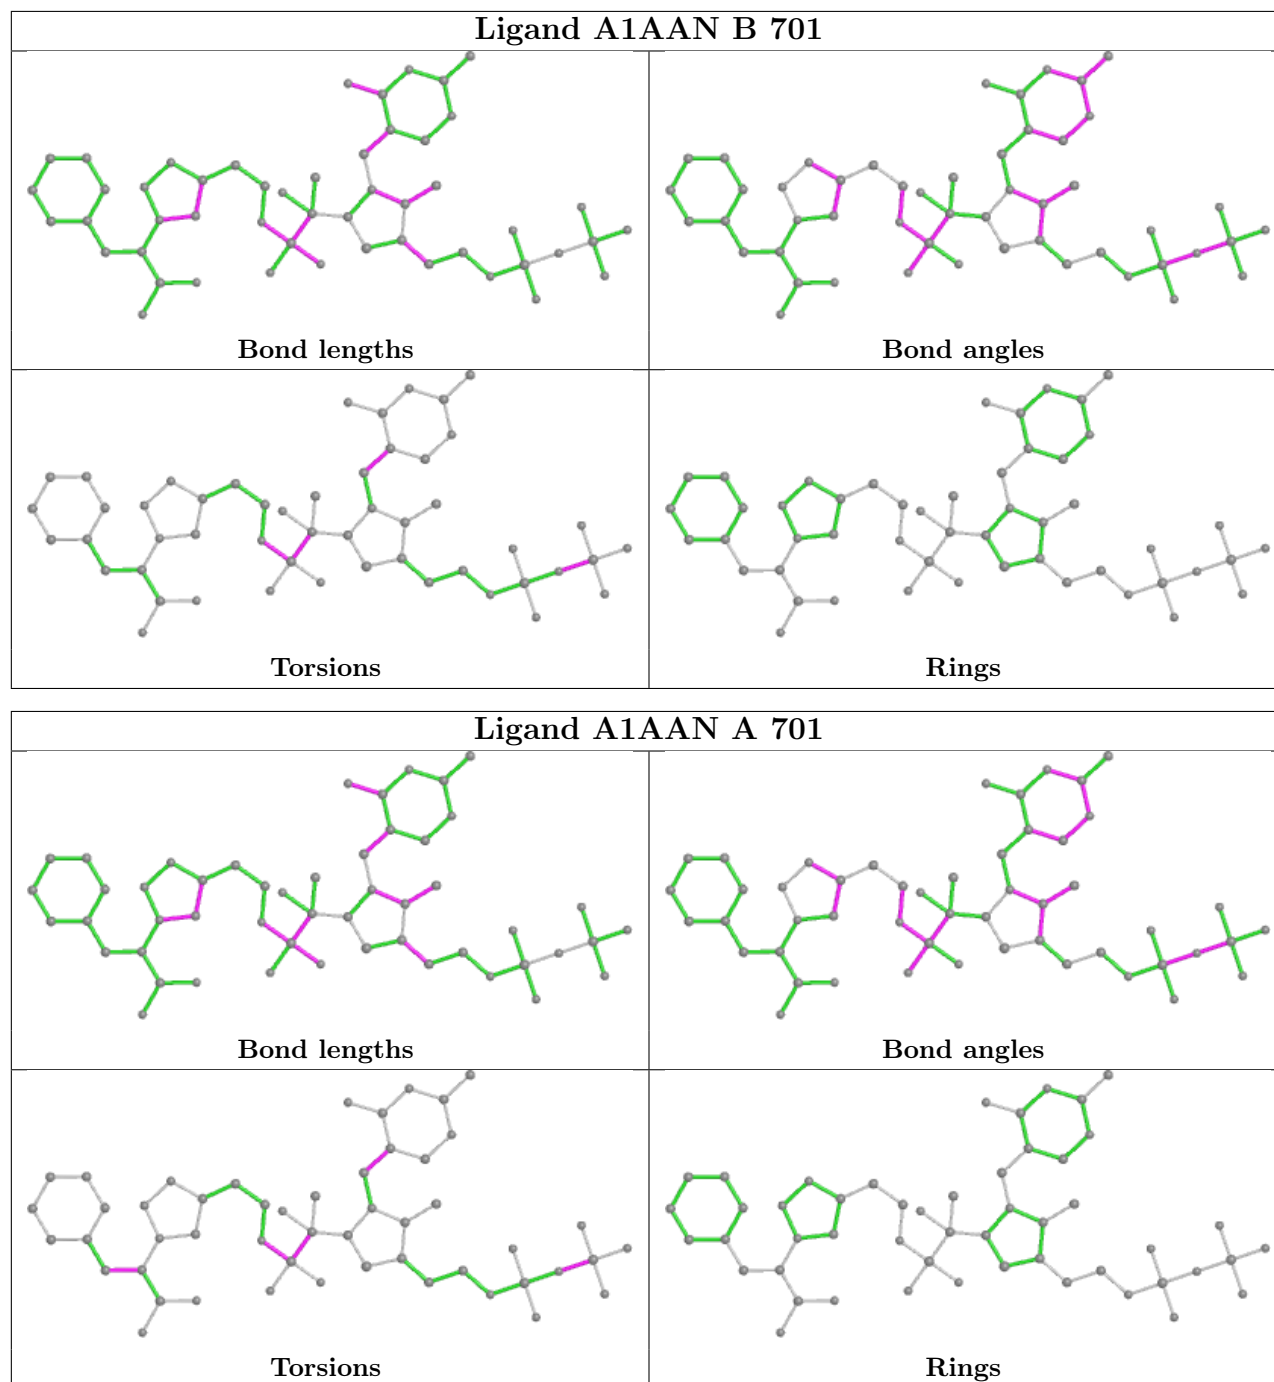 Ligand A1AAN B 701
Bond lengths
Bond angles
Torsions
Rings
Ligand A1AAN A 701
Bond lengths
Bond angles
Torsions
Rings